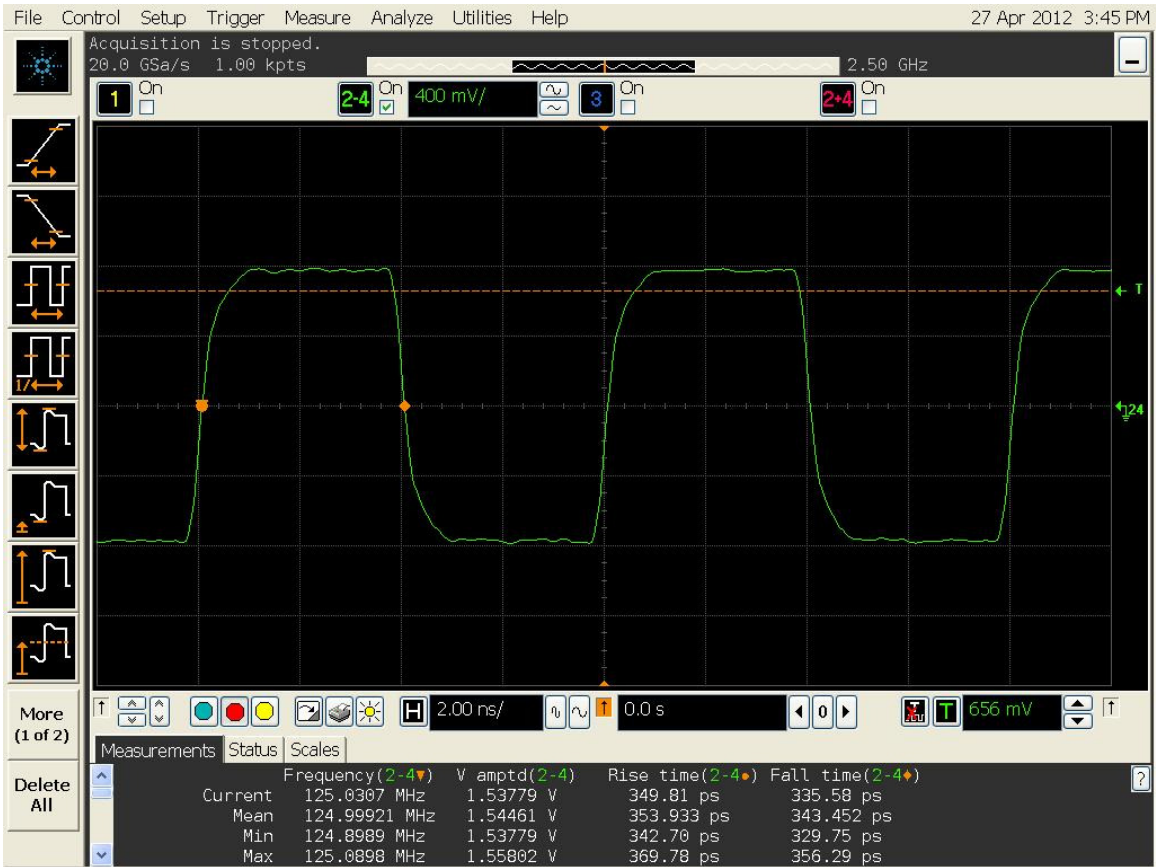 File Control Setup Trigger Measure Analyze Utilities Help 27 Apr 2012 3:45 PM
Acquisition is stopped.
20.0 GSa/s 1.00 kpts 2.50 GHz
1 On 2-4 On 400 mV/ 3 On 2+4 On
T
24
1/
More
(1 of 2)
Delete
All
H 2.00 ns/ 0.0 s 0 T 656 mV
Measurements Status Scales
Frequency(2-4▼) V amptd(2-4) Rise time(2-4●) Fall time(2-4◆) ?
Current 125.0307 MHz 1.53779 V 349.81 ps 335.58 ps
Mean 124.99921 MHz 1.54461 V 353.933 ps 343.452 ps
Min 124.8989 MHz 1.53779 V 342.70 ps 329.75 ps
Max 125.0898 MHz 1.55802 V 369.78 ps 356.29 ps